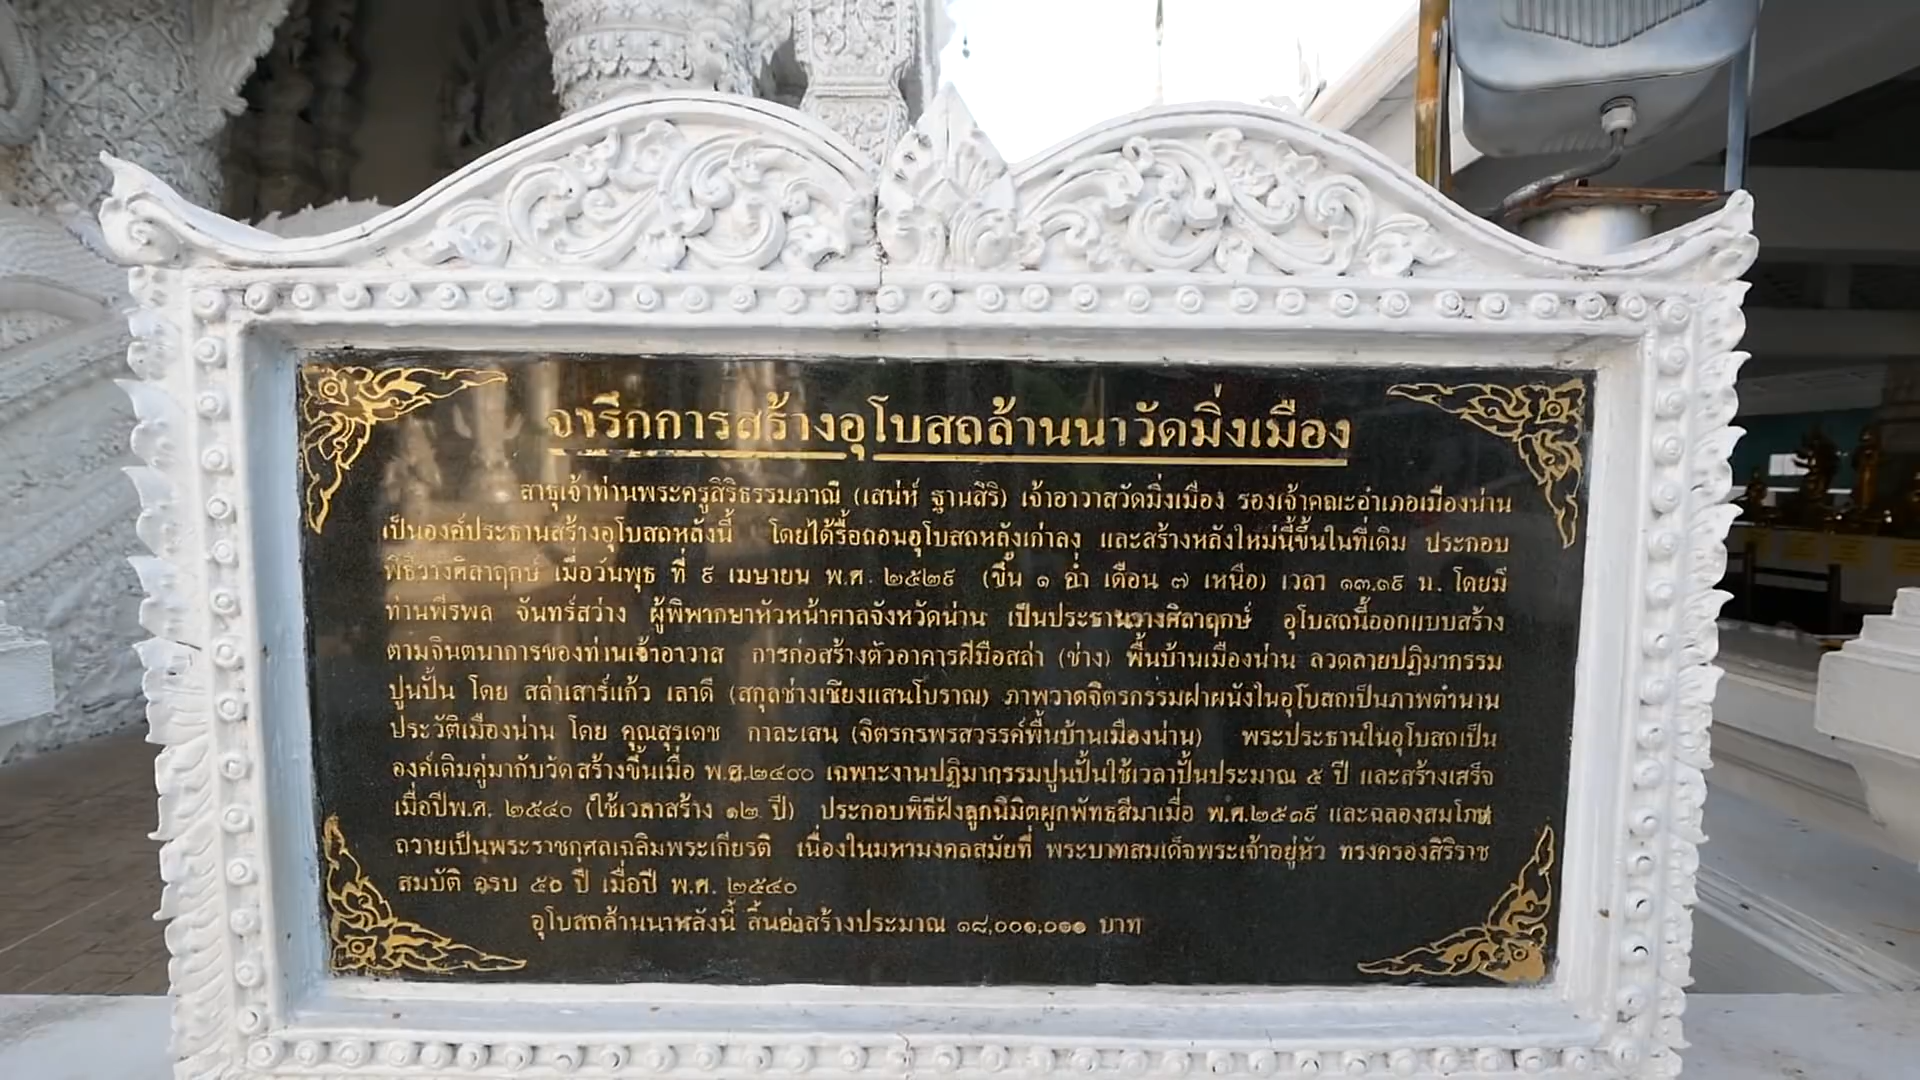 จารึกการสร้างอุโบสถล้านนาวัดมิ่งเมือง
สาธุเจ้าท่านพระครูสิริธรรมภาณี (เสน่ห์ ฐานสิริ) เจ้าอาวาสวัดมิ่งเมือง รองเจ้าคณะอำเภอเมืองน่าน
เป็นองค์ประธานสร้างอุโบสถหลังนี้ โดยได้รื้อถอนอุโบสถหลังเก่าลง และสร้างหลังใหม่นี้ขึ้นในที่เดิม ประกอบ
พิธีวางศิลาฤกษ์ เมื่อวันพุธ ที่ ๙ เมษายน พ.ศ. ๒๕๒๙ (ขึ้น ๑ ค่ำ เดือน ๗ เหนือ) เวลา ๑๓.๑๙ น. โดยมี
ท่านพีรพล จันทร์สว่าง ผู้พิพากษาหัวหน้าศาลจังหวัดน่าน เป็นประธานวางศิลาฤกษ์ อุโบสถนี้ออกแบบสร้าง
ตามจินตนาการของท่านเจ้าอาวาส การก่อสร้างตัวอาคารฝีมือสล่า (ช่าง) พื้นบ้านเมืองน่าน ลวดลายปฏิมากรรม
ปูนปั้น โดย สล่าเสาร์แก้ว เลาดี (สกุลช่างเชียงแสนโบราณ) ภาพวาดจิตรกรรมฝาผนังในอุโบสถเป็นภาพตำนาน
ประวัติเมืองน่าน โดย คุณสุรเดช กาละเสน (จิตรกรพรสวรรค์พื้นบ้านเมืองน่าน) พระประธานในอุโบสถเป็น
องค์เดิมคู่มากับวัดสร้างขึ้นเมื่อ พ.ศ.๒๔๐๐ เฉพาะงานปฏิมากรรมปูนปั้นใช้เวลาปั้นประมาณ ๕ ปี และสร้างเสร็จ
เมื่อปีพ.ศ. ๒๕๔๐ (ใช้เวลาสร้าง ๑๒ ปี) ประกอบพิธีฝังลูกนิมิตผูกพัทธสีมาเมื่อ พ.ศ.๒๕๑๙ และฉลองสมโภช
ถวายเป็นพระราชกุศลเฉลิมพระเกียรติ เนื่องในมหามงคลสมัยที่ พระบาทสมเด็จพระเจ้าอยู่หัว ทรงครองสิริราช
สมบัติ ครบ ๕๐ ปี เมื่อปี พ.ศ. ๒๕๔๐
อุโบสถล้านนาหลังนี้ สิ้นค่าสร้างประมาณ บาท